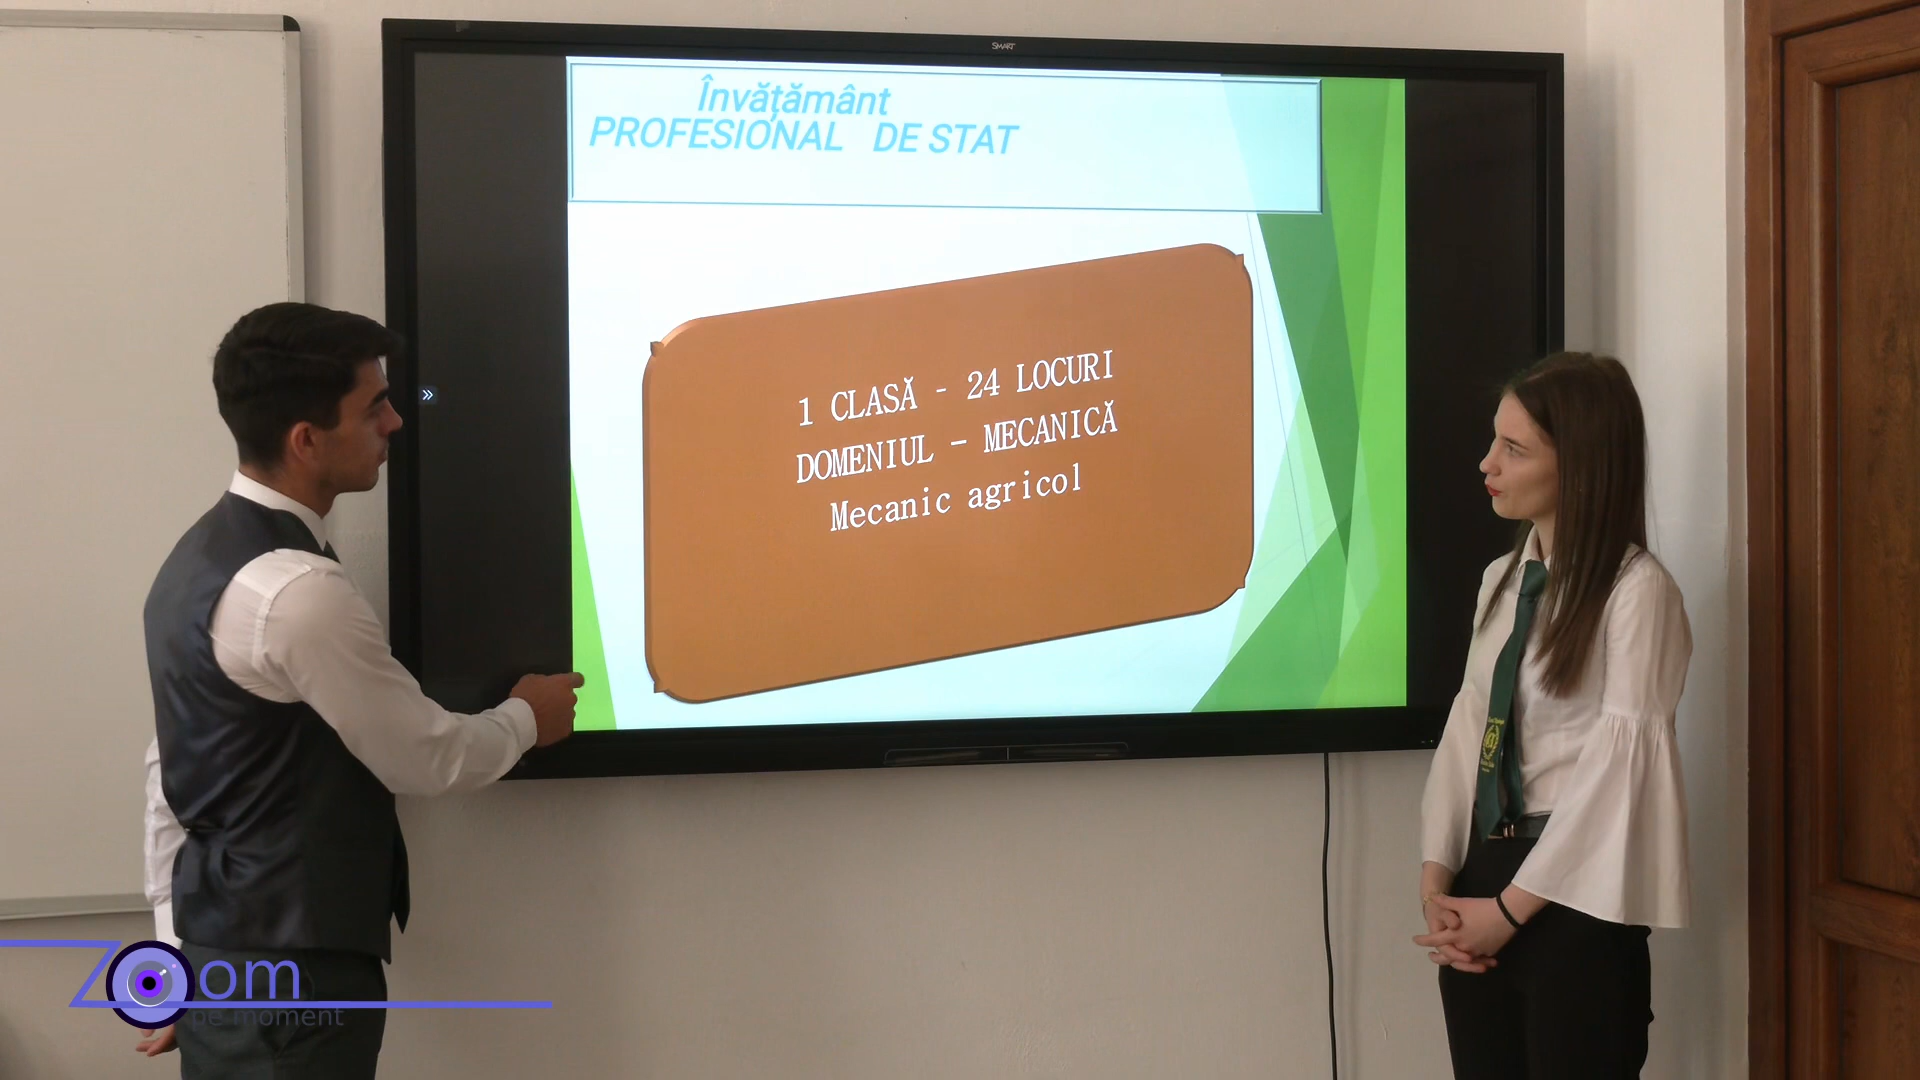 SMART
Învățământ
PROFESIONAL DE STAT
1 CLASĂ - 24 LOCURI
DOMENIUL – MECANICĂ
Mecanic agricol
»
Zoom
pe moment